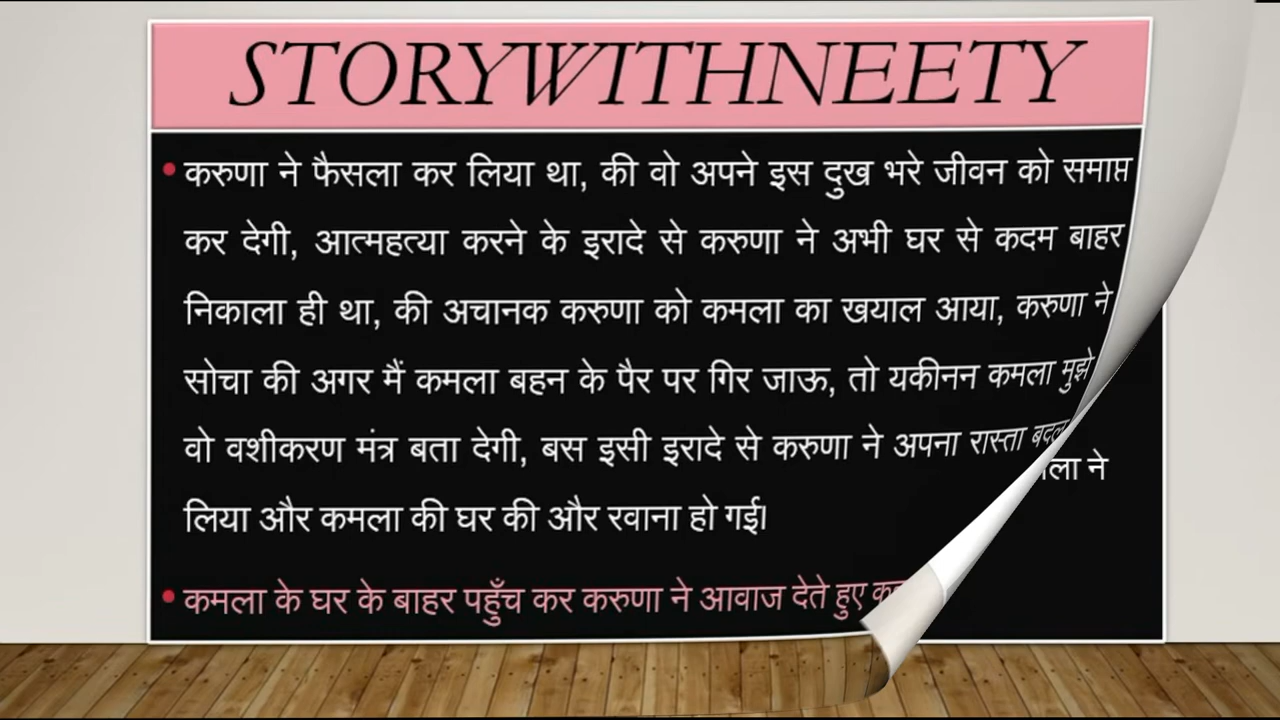 STORYWITHNEETY
• करुणा ने फैसला कर लिया था, की वो अपने इस दुख भरे जीवन को समाप्त
कर देगी, आत्महत्या करने के इरादे से करुणा ने अभी घर से कदम बाहर
निकाला ही था, की अचानक करुणा को कमला का खयाल आया, करुणा ने
सोचा की अगर मैं कमला बहन के पैर पर गिर जाऊ, तो यकीनन कमला मुझे
वो वशीकरण मंत्र बता देगी, बस इसी इरादे से करुणा ने अपना रास्ता
ने
लिया और कमला की घर की और रवाना हो गई।
• कमला के घर के बाहर पहुँच कर करुणा ने आवाज देते हुए